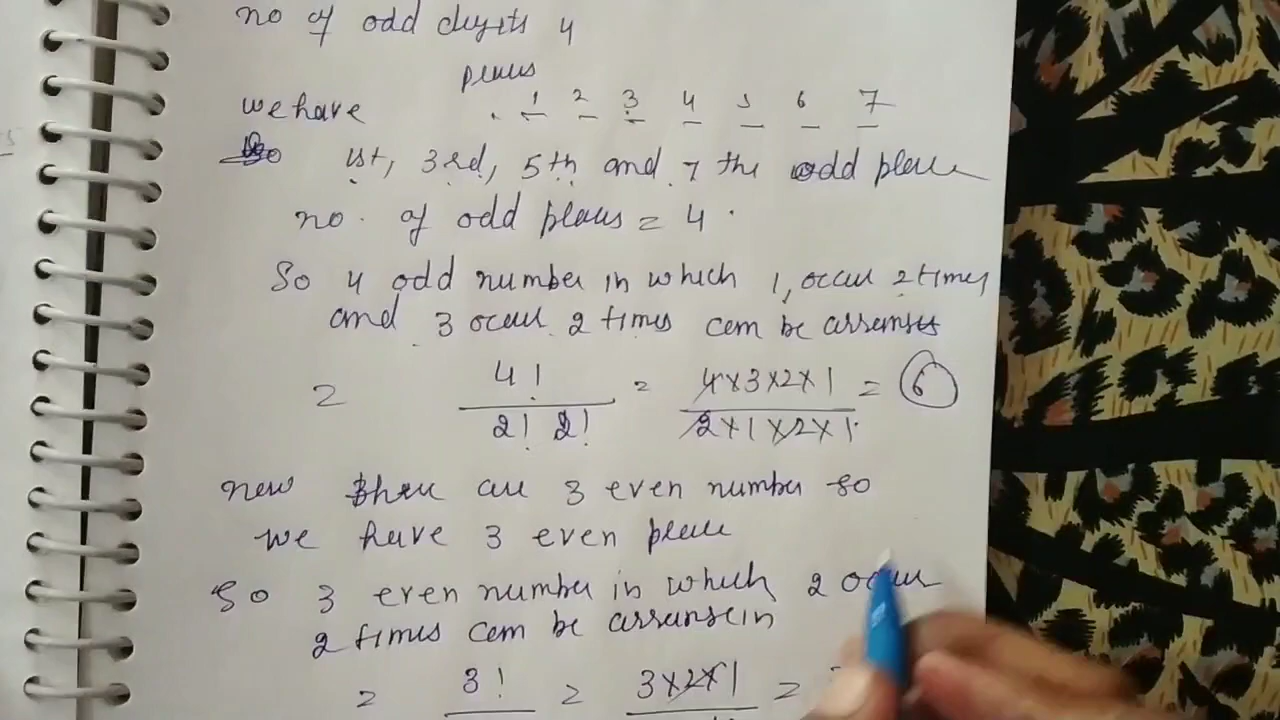 no of odd digits 4
places
we have 1 2 3 4 5 6 7
So 1st, 3rd, 5th and 7 the odd place
no. of odd places = 4.
So 4 odd number in which 1, occur 2 times
and 3 occur 2 times can be arranges
= 4! / 2! 2! = 4×3×2×1 / 2×1×2×1 = 6
now there are 3 even number so
we have 3 even place
So 3 even number in which 2 occur
2 times can be arrange in
= 3! = 3×2×1 =